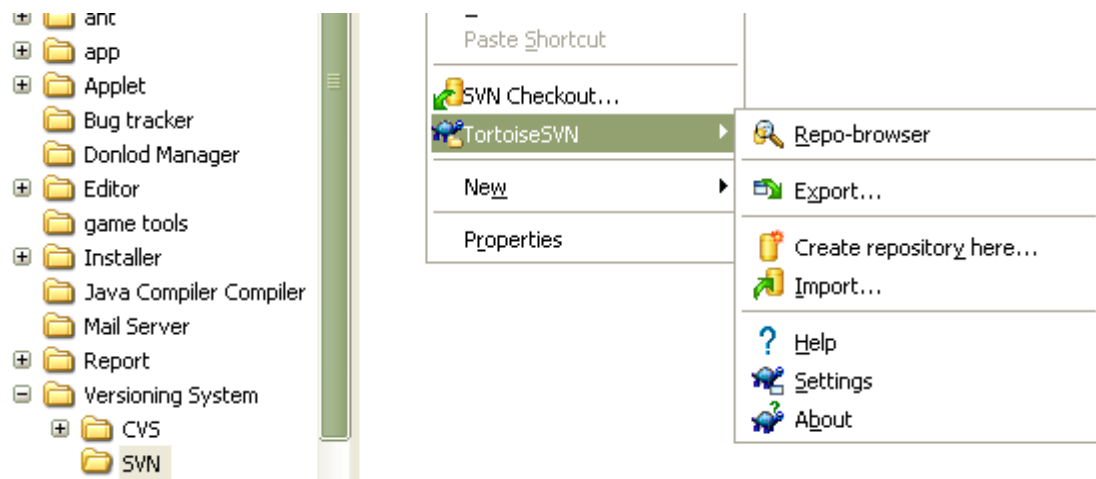 ant
app
Applet
Bug tracker
Donlod Manager
Editor
game tools
Installer
Java Compiler Compiler
Mail Server
Report
Versioning System
CVS
SVN
Paste Shortcut
SVN Checkout...
TortoiseSVN
New
Properties
Repo-browser
Export...
Create repository here...
Import...
Help
Settings
About